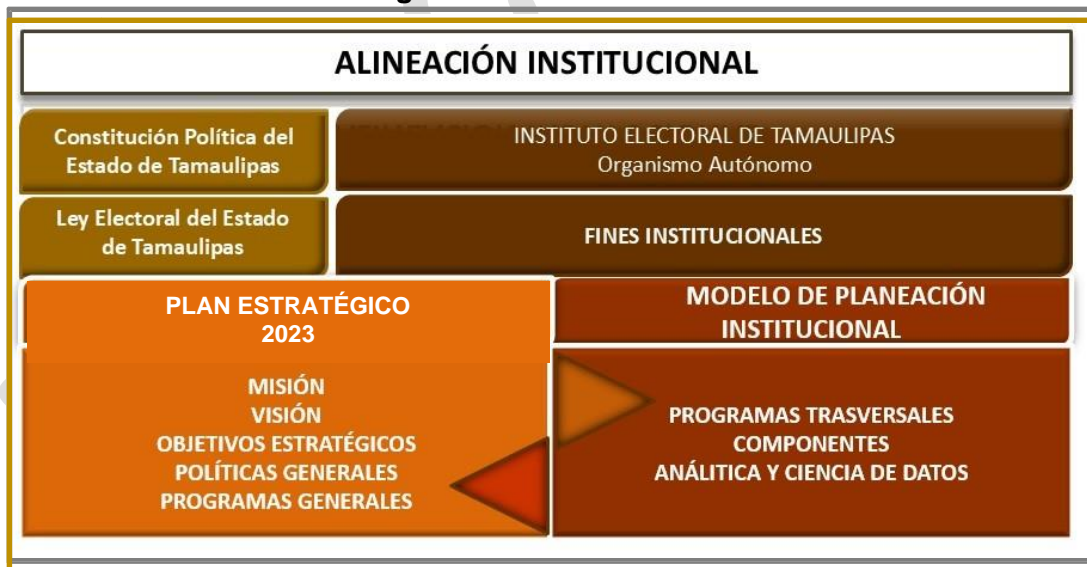 ALINEACIÓN INSTITUCIONAL
Constitución Política del
Estado de Tamaulipas
INSTITUTO ELECTORAL DE TAMAULIPAS
Organismo Autónomo
Ley Electoral del Estado
de Tamaulipas
FINES INSTITUCIONALES
PLAN ESTRATÉGICO
2023
MODELO DE PLANEACIÓN
INSTITUCIONAL
MISIÓN
VISIÓN
OBJETIVOS ESTRATÉGICOS
POLÍTICAS GENERALES
PROGRAMAS GENERALES
PROGRAMAS TRASVERSALES
COMPONENTES
ANÁLITICA Y CIENCIA DE DATOS